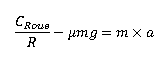 C_Roue / R − μmg = m × a